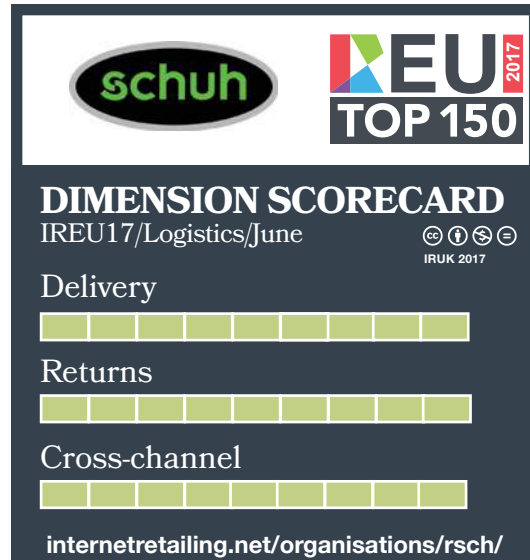 schuh
EU 2017
TOP 150
DIMENSION SCORECARD
IREU17/Logistics/June
IRUK 2017
Delivery
Returns
Cross-channel
internetretailing.net/organisations/rsch/